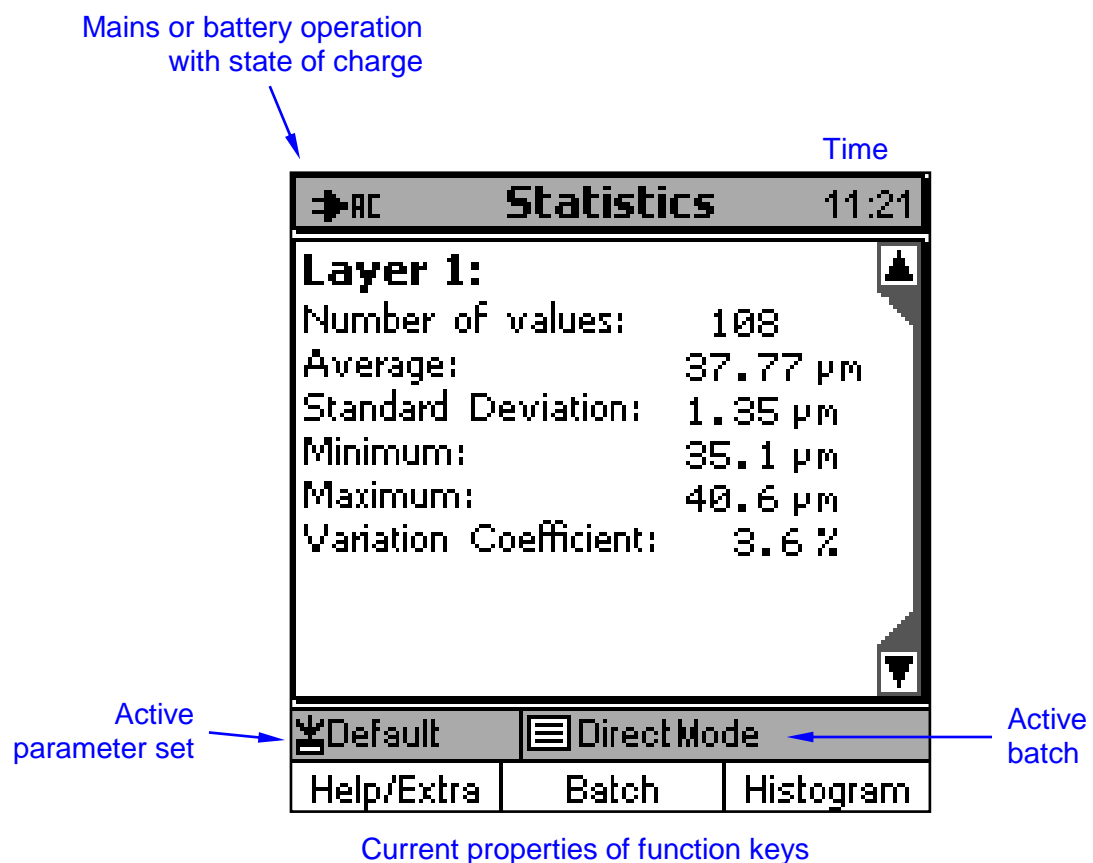 Mains or battery operation
with state of charge
Time
AC Statistics 11:21
Layer 1:
Number of values: 108
Average: 37.77 µm
Standard Deviation: 1.35 µm
Minimum: 35.1 µm
Maximum: 40.6 µm
Variation Coefficient: 3.6 %
Active
parameter set
Default DirectMode
Active
batch
Help/Extra Batch Histogram
Current properties of function keys